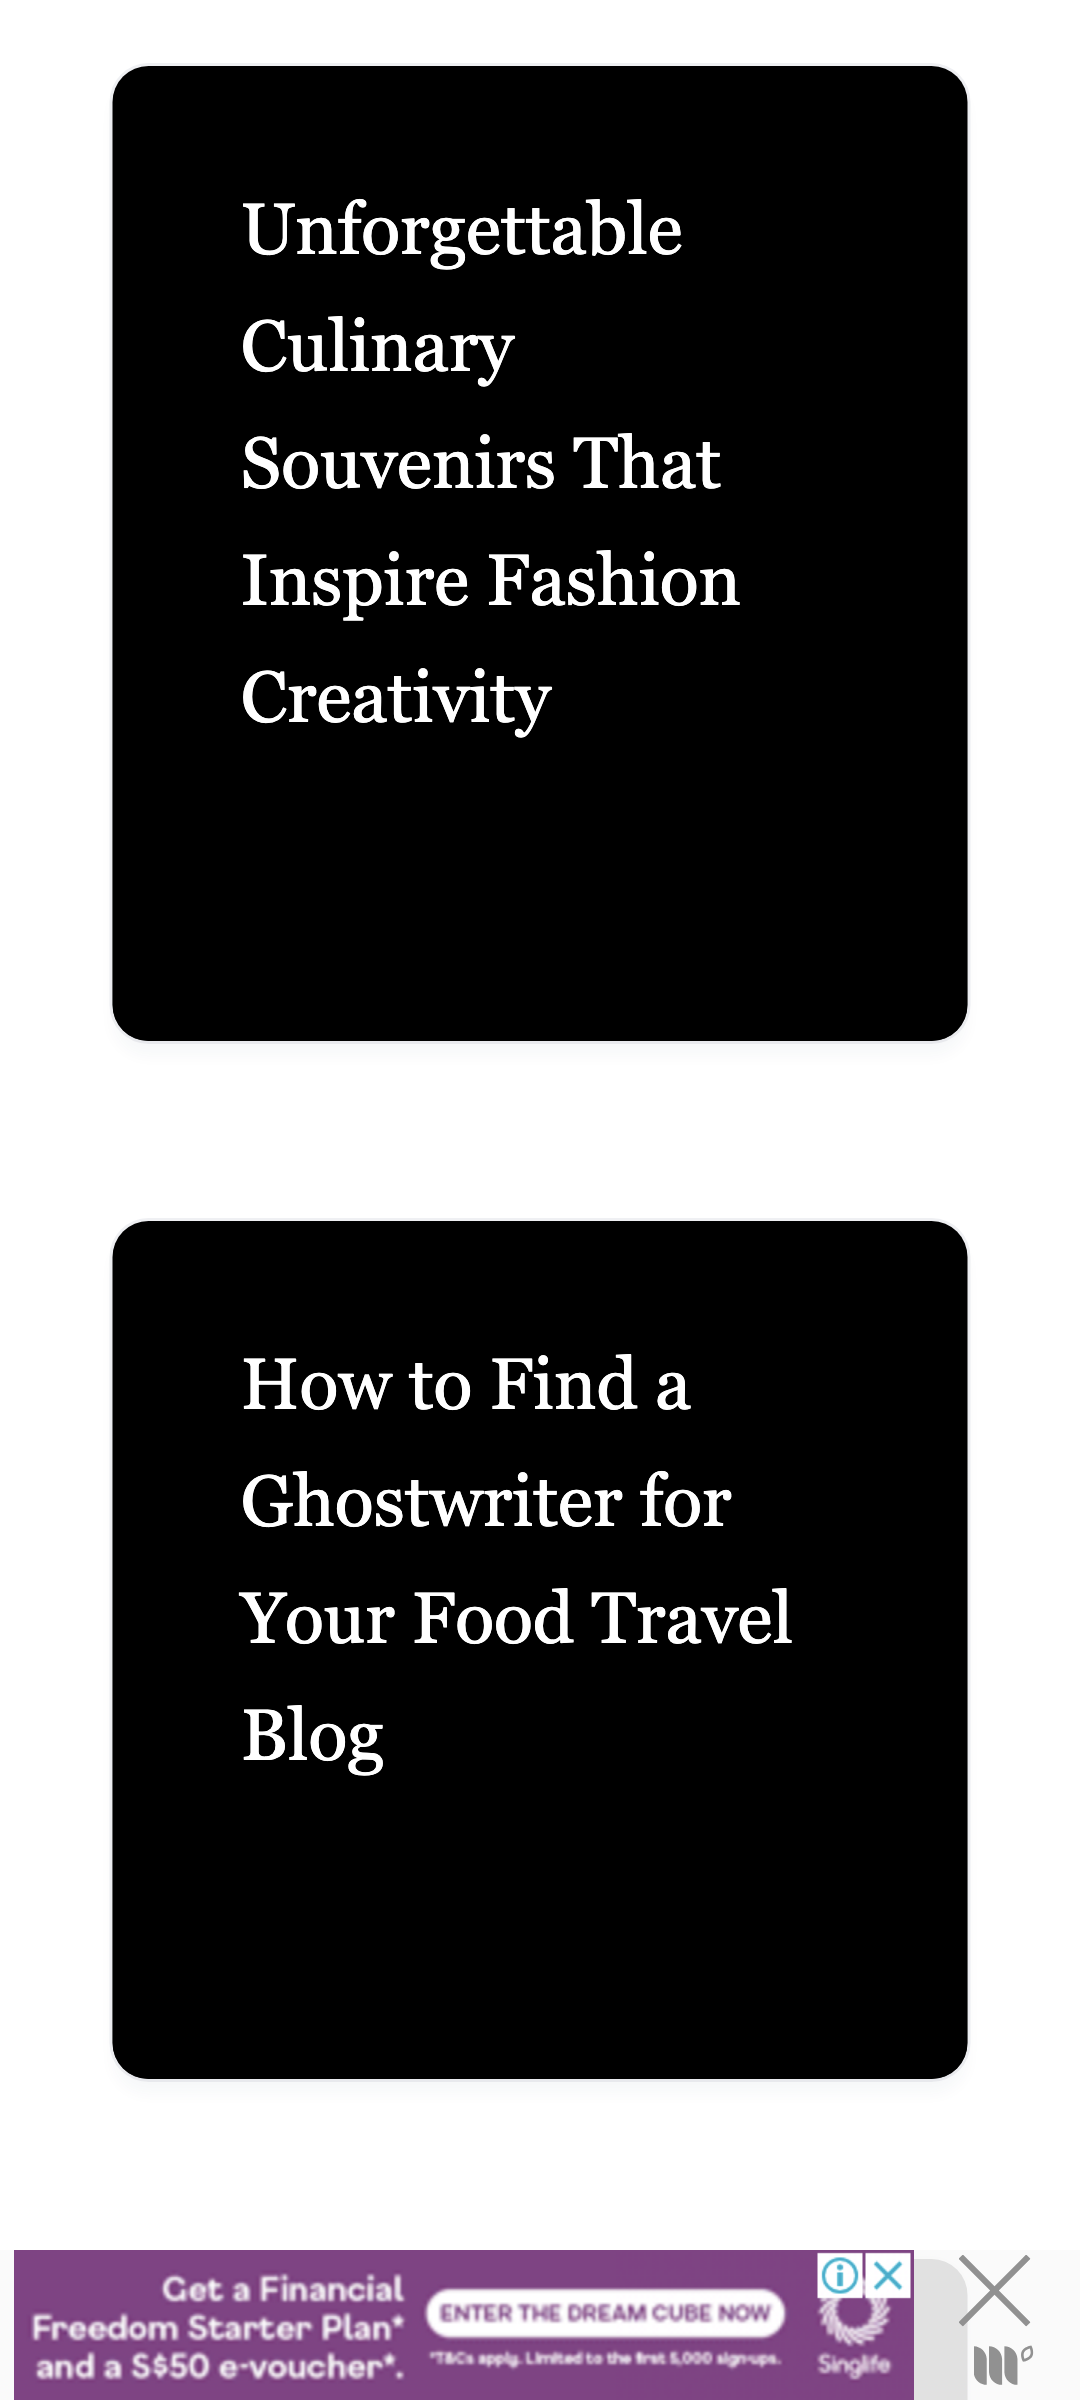 Unforgettable
Culinary
Souvenirs That
Inspire Fashion
Creativity
How to Find a
Ghostwriter for
Your Food Travel
Blog
Get a Financial
Freedom Starter Plan*
and a S$50 e-voucher*.
ENTER THE DREAM CUBE NOW
*T&Cs apply. Limited to the first 5,000 sign-ups.
Singlife